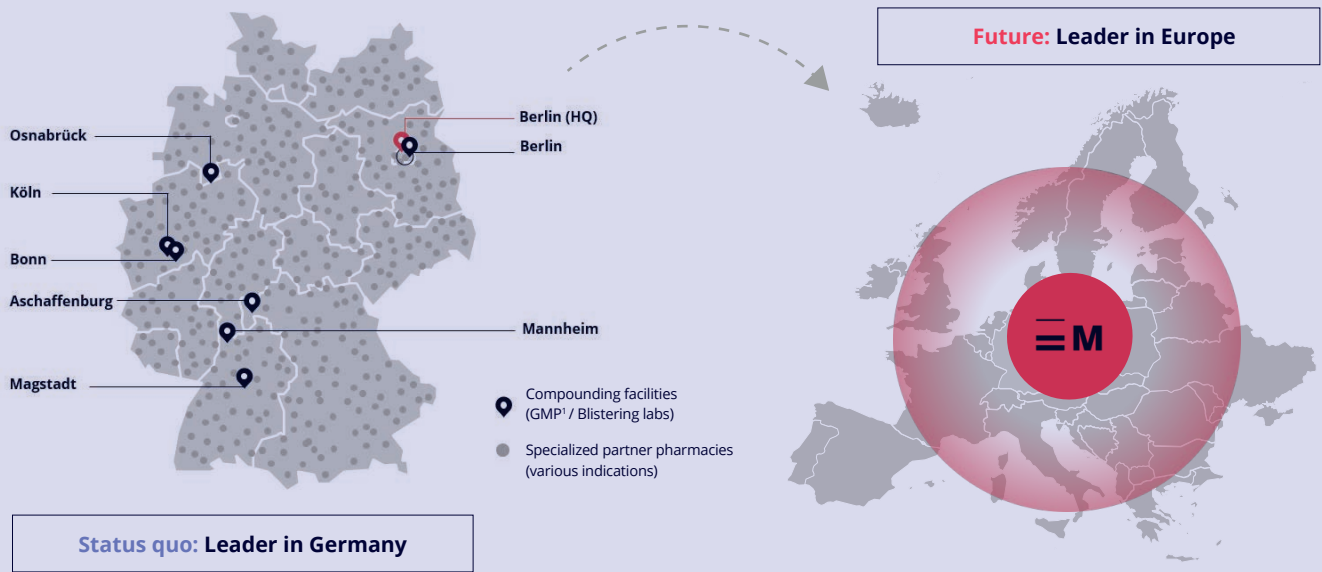 Future: Leader in Europe
Berlin (HQ)
Osnabrück
Berlin
Köln
Bonn
Aschaffenburg
Mannheim
Magstadt
Compounding facilities
(GMP¹ / Blistering labs)
Specialized partner pharmacies
(various indications)
M
Status quo: Leader in Germany